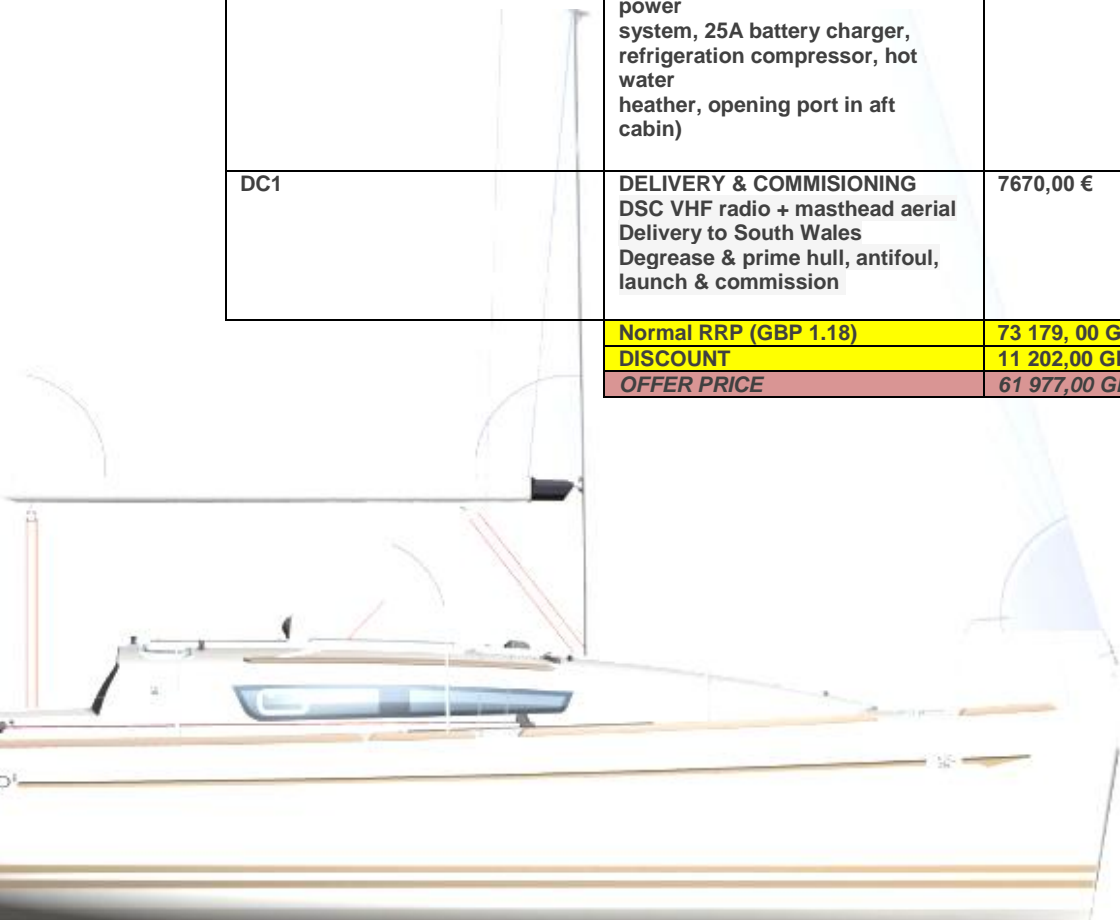 power
system, 25A battery charger,
refrigeration compressor, hot
water
heather, opening port in aft
cabin)
DC1 DELIVERY & COMMISIONING 7670,00 €
DSC VHF radio + masthead aerial
Delivery to South Wales
Degrease & prime hull, antifoul,
launch & commission
Normal RRP (GBP 1.18) 73 179, 00 G
DISCOUNT 11 202,00 G
OFFER PRICE 61 977,00 G